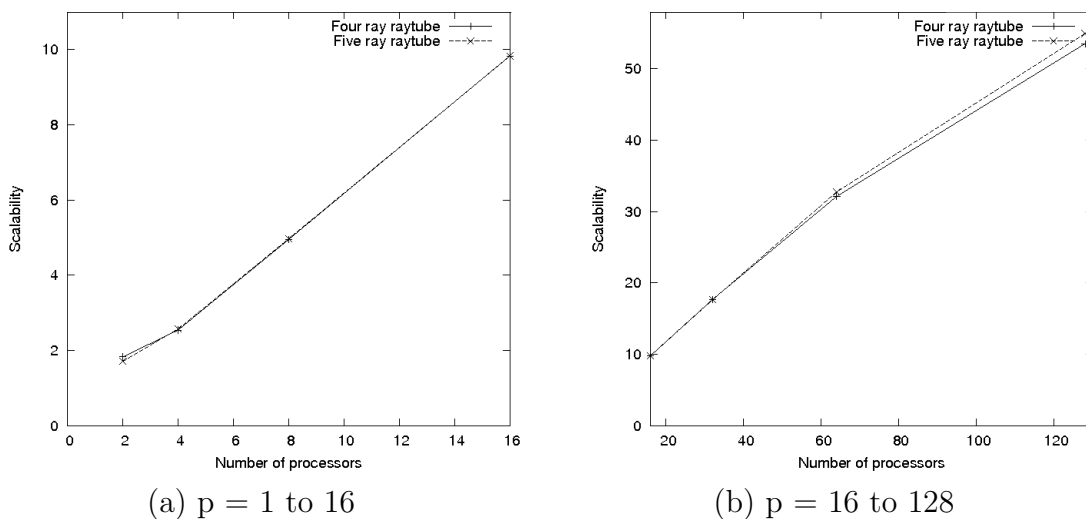 Four ray raytube
Five ray raytube
10
8
6
4
2
0
Scalability
0 2 4 6 8 10 12 14 16
Number of processors
(a) p = 1 to 16
Four ray raytube
Five ray raytube
50
40
30
20
10
0
Scalability
20 40 60 80 100 120
Number of processors
(b) p = 16 to 128